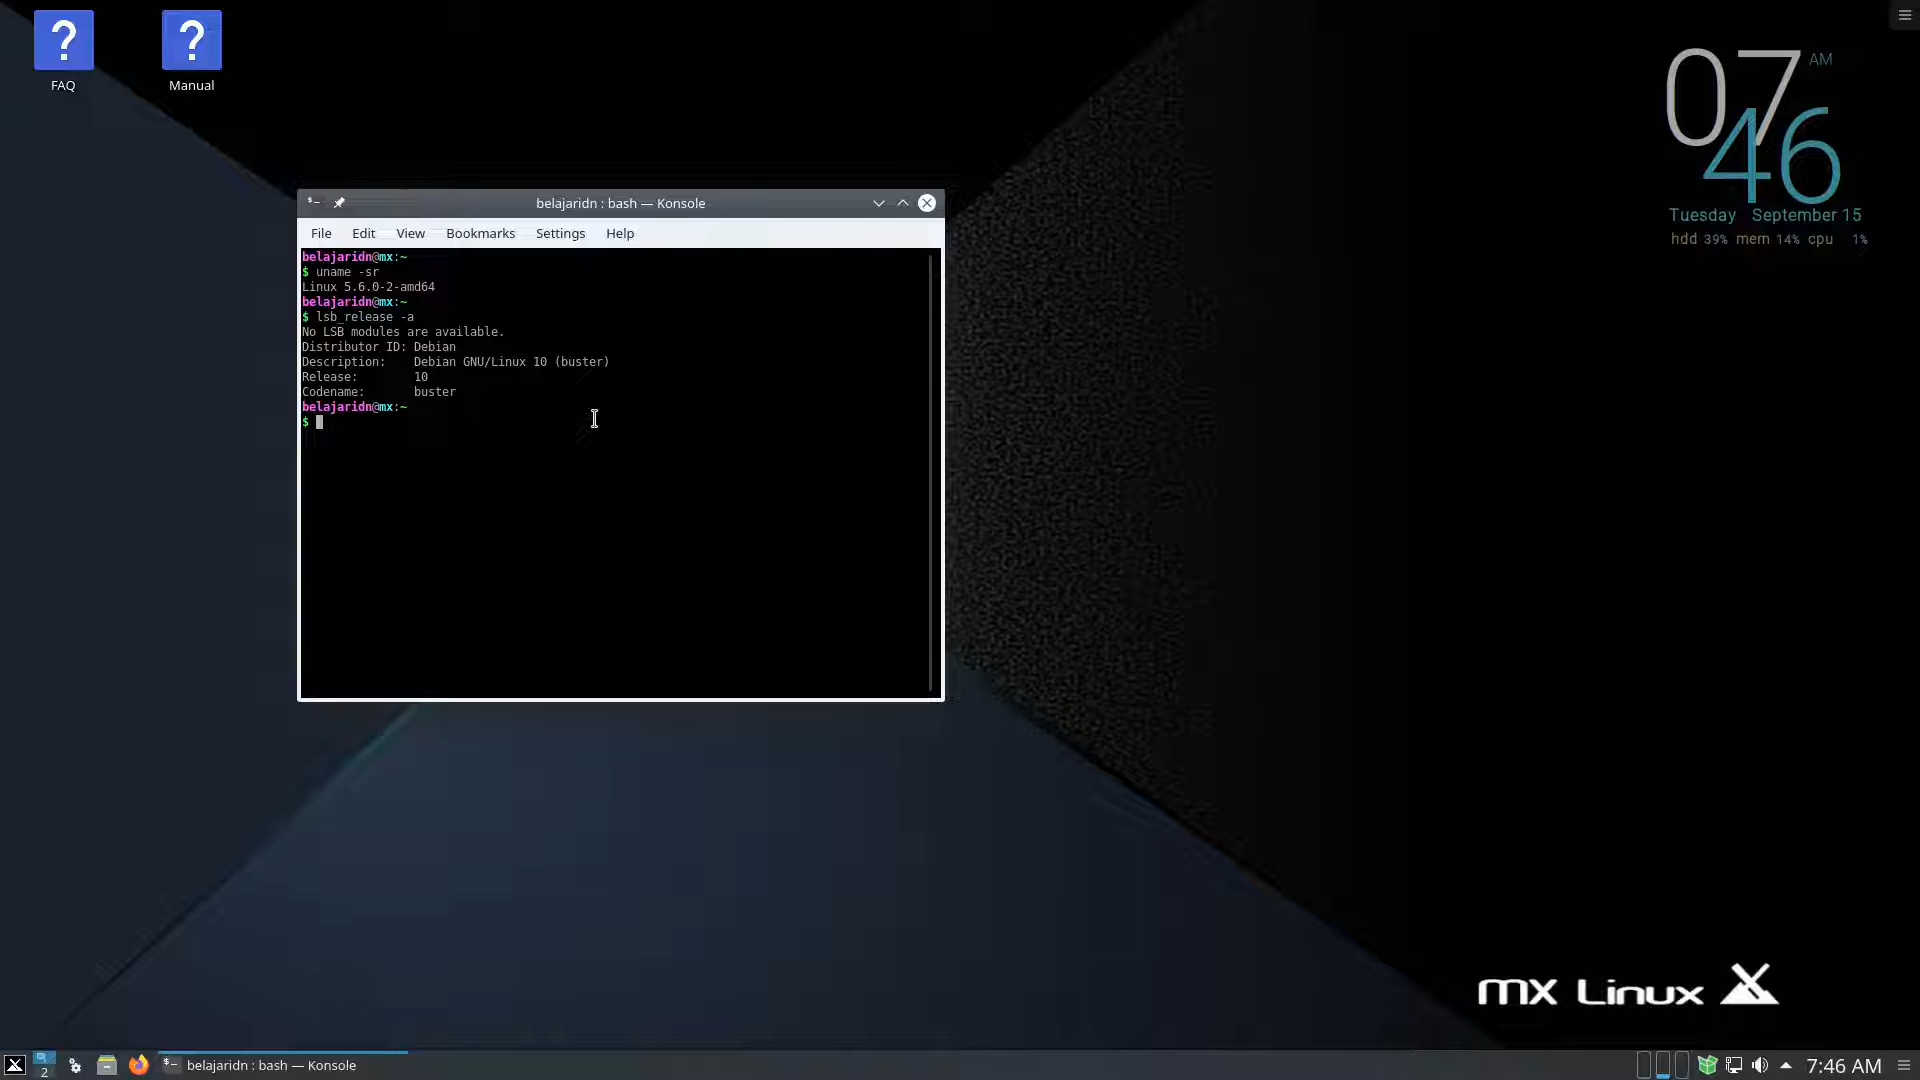 FAQ
Manual
07
AM
46
Tuesday September 15
hdd 39% mem 14% cpu 1%
belajaridn : bash — Konsole
File Edit View Bookmarks Settings Help
belajaridn@mx:~
$ uname -sr
Linux 5.6.0-2-amd64
belajaridn@mx:~
$ lsb_release -a
No LSB modules are available.
Distributor ID: Debian
Description: Debian GNU/Linux 10 (buster)
Release: 10
Codename: buster
belajaridn@mx:~
$
mx Linux
2
belajaridn : bash — Konsole
7:46 AM